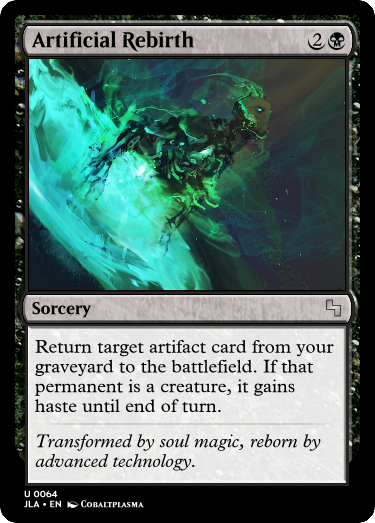 Artificial Rebirth 2
Sorcery
Return target artifact card from your
graveyard to the battlefield. If that
permanent is a creature, it gains
haste until end of turn.
Transformed by soul magic, reborn by
advanced technology.
U 0064
JLA • EN Cobaltplasma